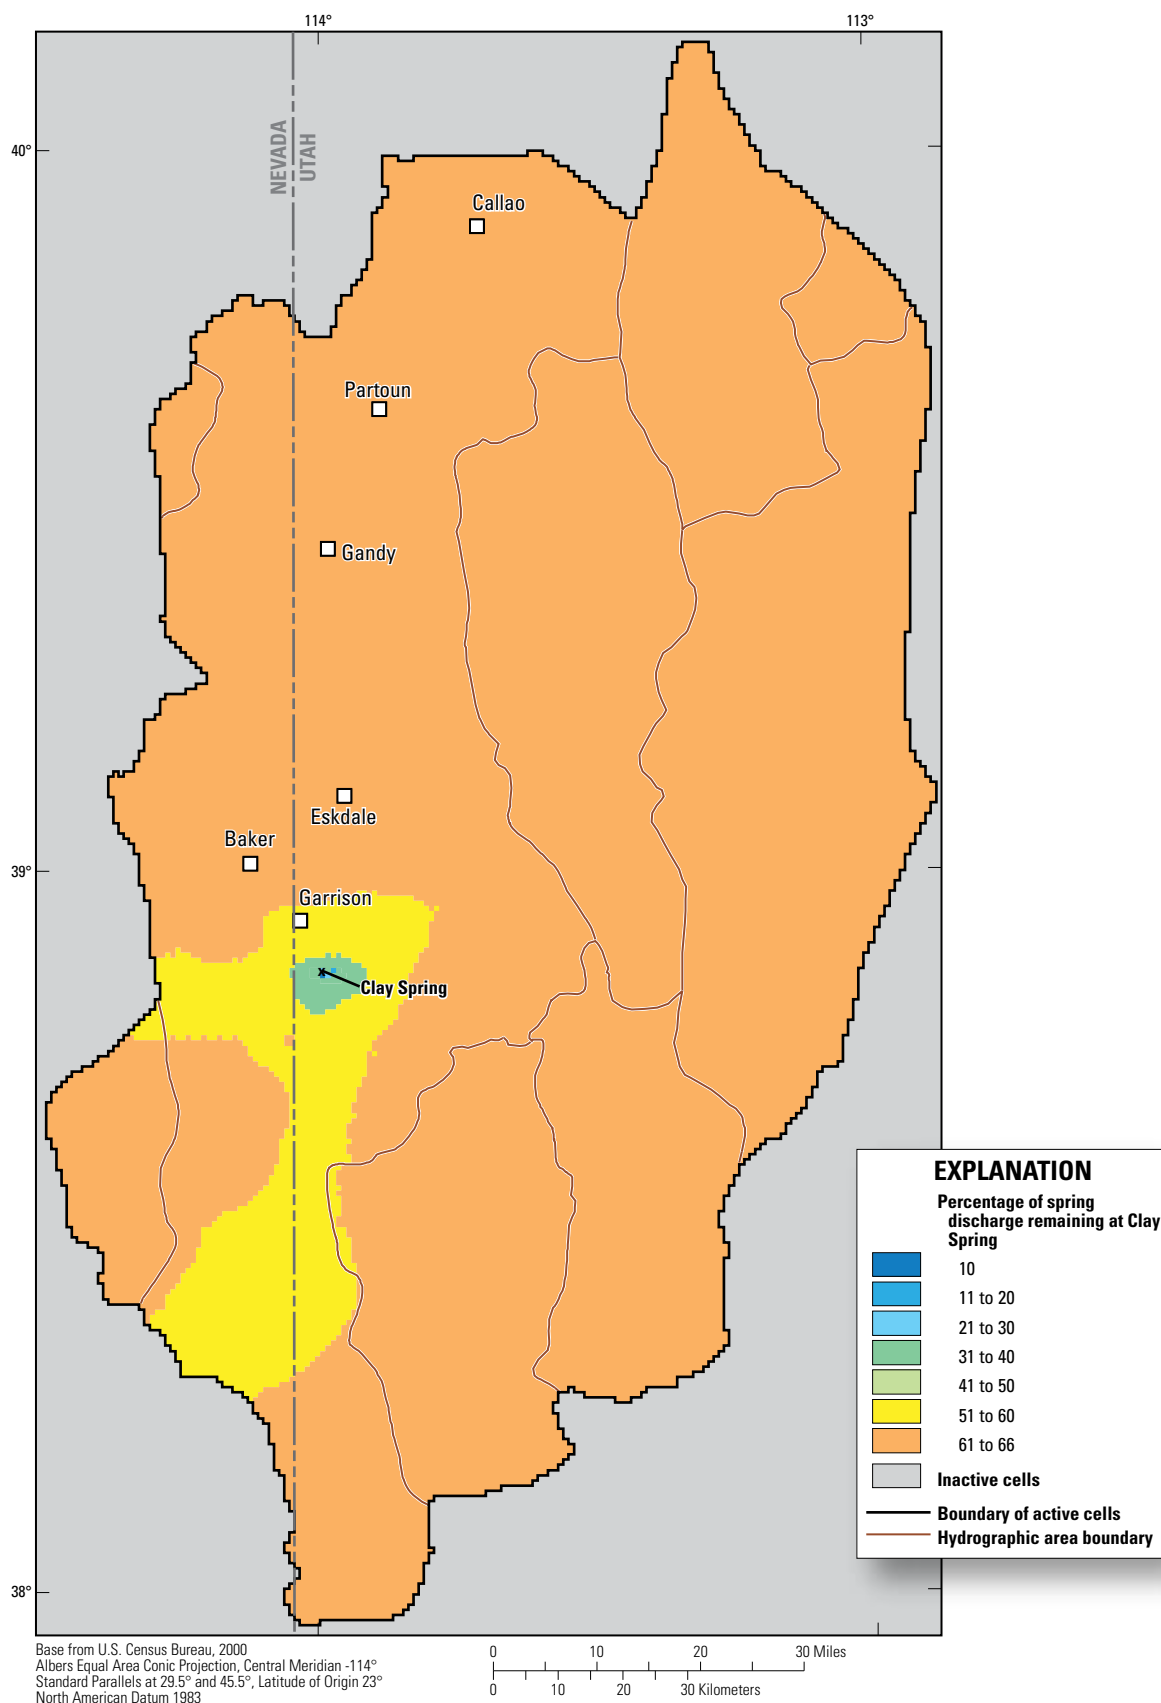 114°
113°
40°
NEVADA
UTAH
Callao
Partoun
Gandy
Eskdale
Baker
39°
Garrison
Clay Spring
EXPLANATION
Percentage of spring
discharge remaining at Clay
Spring
10
11 to 20
21 to 30
31 to 40
41 to 50
51 to 60
61 to 66
Inactive cells
Boundary of active cells
Hydrographic area boundary
38°
Base from U.S. Census Bureau, 2000
Albers Equal Area Conic Projection, Central Meridian -114°
Standard Parallels at 29.5° and 45.5°, Latitude of Origin 23°
North American Datum 1983
0 10 20 30 Miles
0 10 20 30 Kilometers